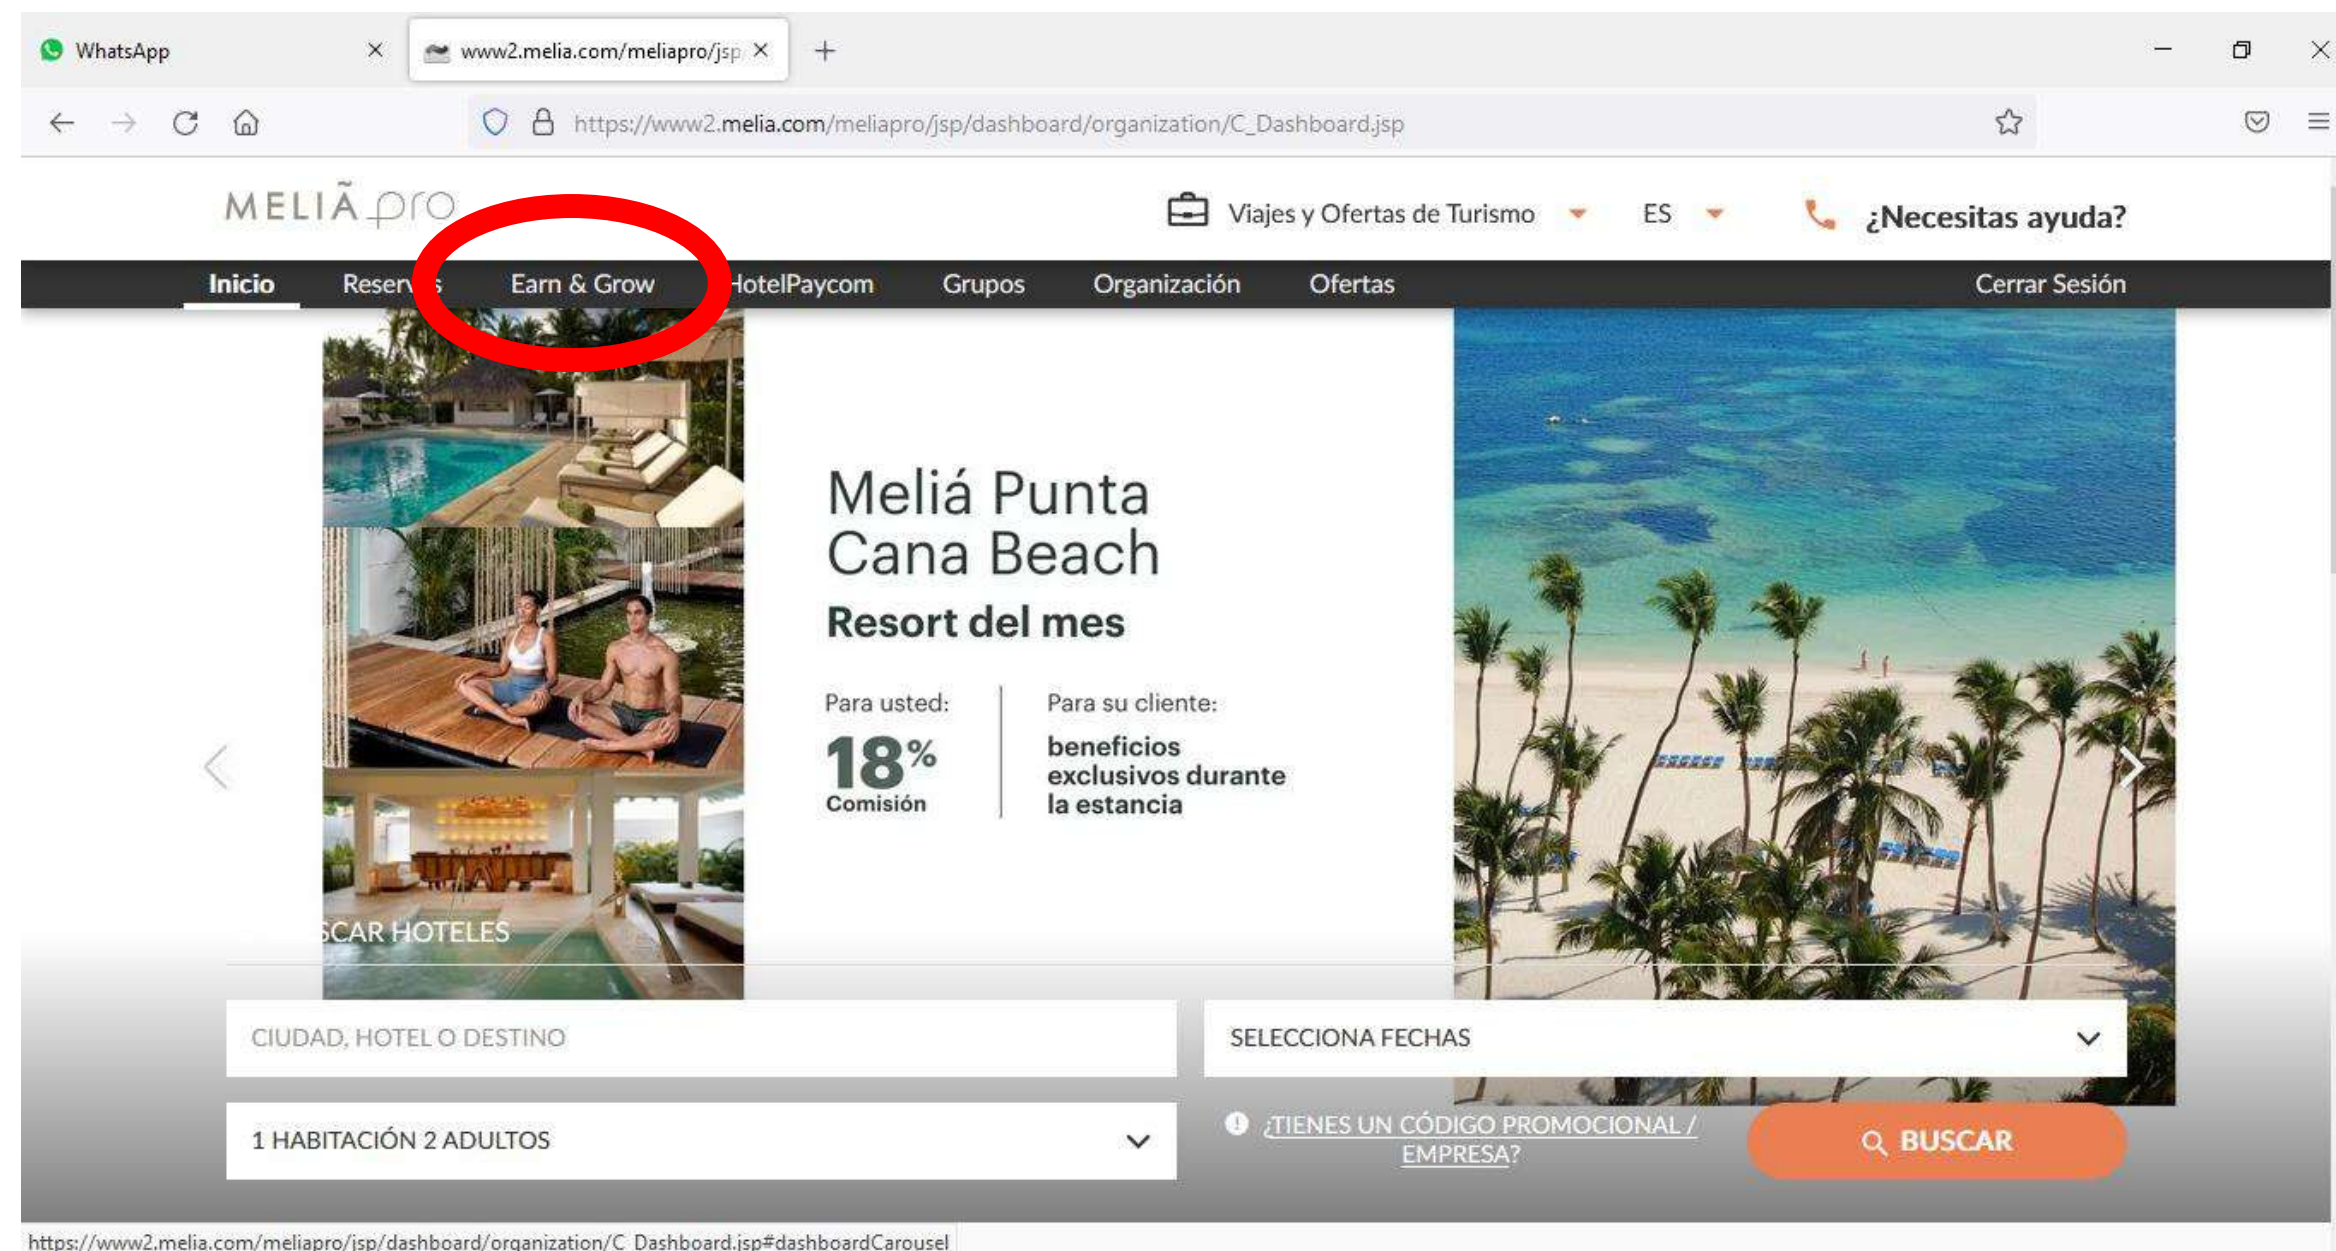 WhatsApp
www2.melia.com/meliapro/jsp
https://www2.melia.com/meliapro/jsp/dashboard/organization/C_Dashboard.jsp
MELIÃ pro
Viajes y Ofertas de Turismo
ES
¿Necesitas ayuda?
Inicio
Earn & Grow
HotelPaycom
Grupos
Organización
Ofertas
Cerrar Sesión
Meliá Punta
Cana Beach
Resort del mes
Para usted:
18%
Comisión
Para su cliente:
beneficios
exclusivos durante
la estancia
SCAR HOTELES
CIUDAD, HOTEL O DESTINO
SELECCIONA FECHAS
1 HABITACIÓN 2 ADULTOS
¿TIENES UN CÓDIGO PROMOCIONAL /
EMPRESA?
BUSCAR
https://www2.melia.com/meliapro/jsp/dashboard/organization/C_Dashboard.jsp#dashboardCarousel